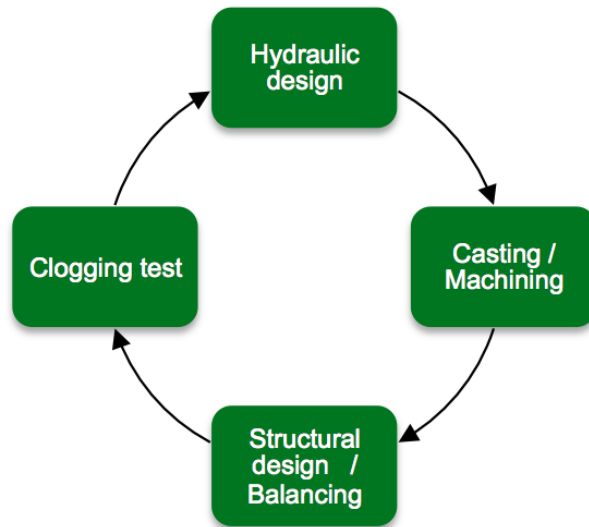 Hydraulic
design
Casting /
Machining
Structural
design /
Balancing
Clogging test